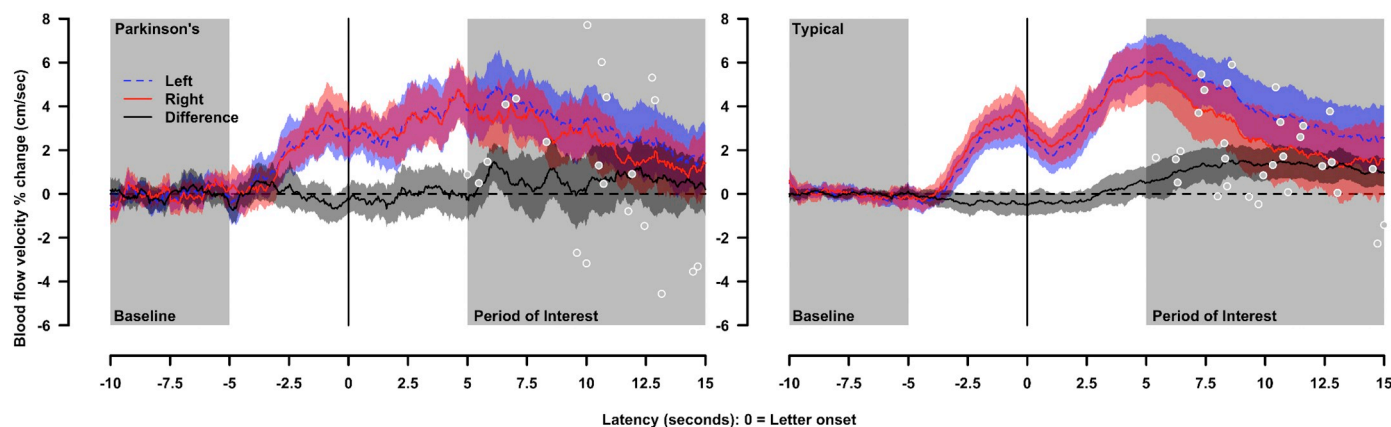 Blood flow velocity % change (cm/sec)
8
6
4
2
0
-2
-4
-6
Parkinson's
Left
Right
Difference
Baseline
Period of Interest
-10 -7.5 -5 -2.5 0 2.5 5 7.5 10 12.5 15
8
6
4
2
0
-2
-4
-6
Typical
Baseline
Period of Interest
-10 -7.5 -5 -2.5 0 2.5 5 7.5 10 12.5 15
Latency (seconds): 0 = Letter onset